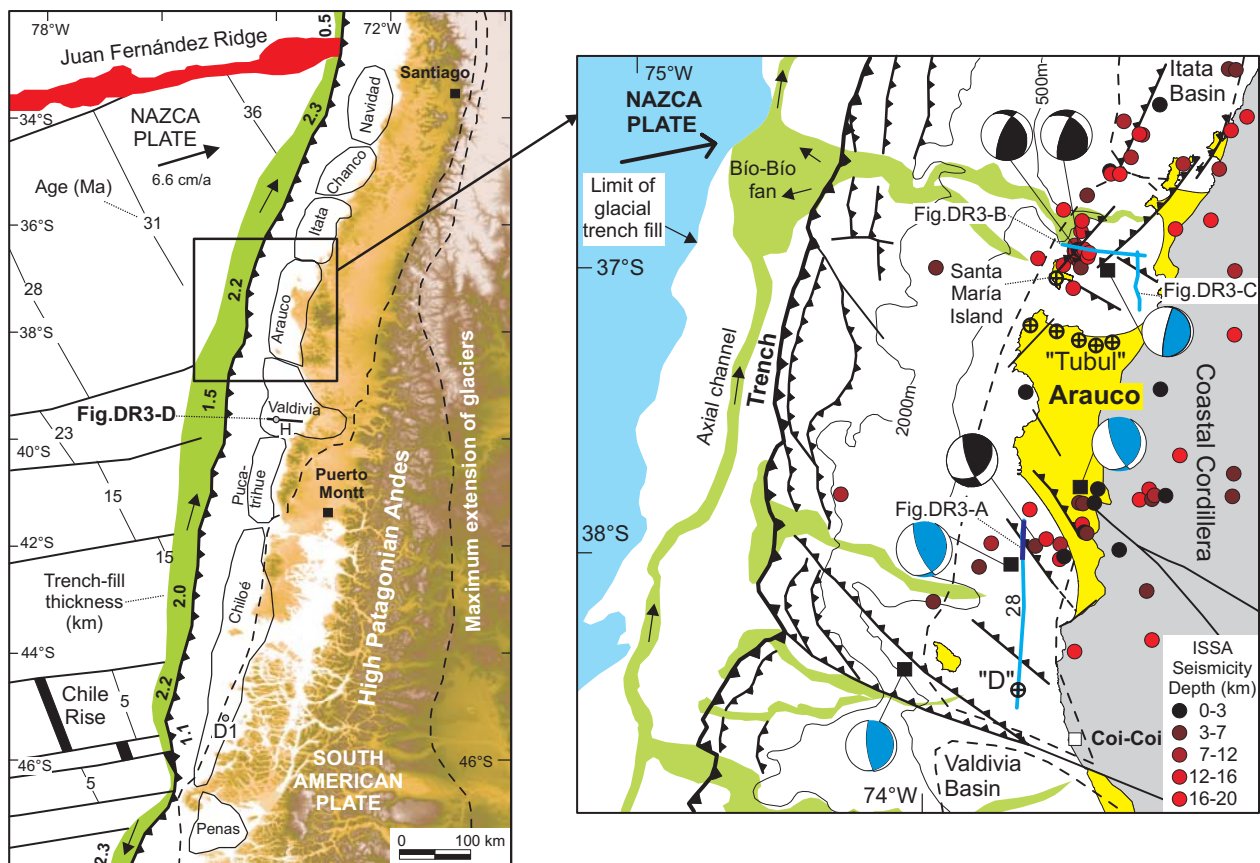 78°W
72°W
0.5
Juan Fernández Ridge
Santiago
36
2.3
Navidad
34°S
NAZCA
PLATE
6.6 cm/a
Chanco
Age (Ma)
31
Itata
36°S
28
2.2
Arauco
38°S
1.5
Fig.DR3-D
Valdivia
H
23
40°S
Puca-
trihue
Puerto
Montt
15
15
42°S
Trench-fill
thickness
(km)
2.0
Chiloé
High Patagonian Andes
Maximum extension of glaciers
44°S
2.2
Chile
Rise
5
1.1
D1
46°S
46°S
SOUTH
AMERICAN
PLATE
5
Penas
2.3
0 100 km
75°W
NAZCA
PLATE
500m
Itata
Basin
Limit of
glacial
trench fill
Bío-Bío
fan
Fig.DR3-B
37°S
Santa
María
Island
Fig.DR3-C
"Tubul"
Axial channel
Trench
2000m
Arauco
Coastal Cordillera
Fig.DR3-A
38°S
28
"D"
Coi-Coi
Valdivia
Basin
74°W
ISSA
Seismicity
Depth (km)
0-3
3-7
7-12
12-16
16-20